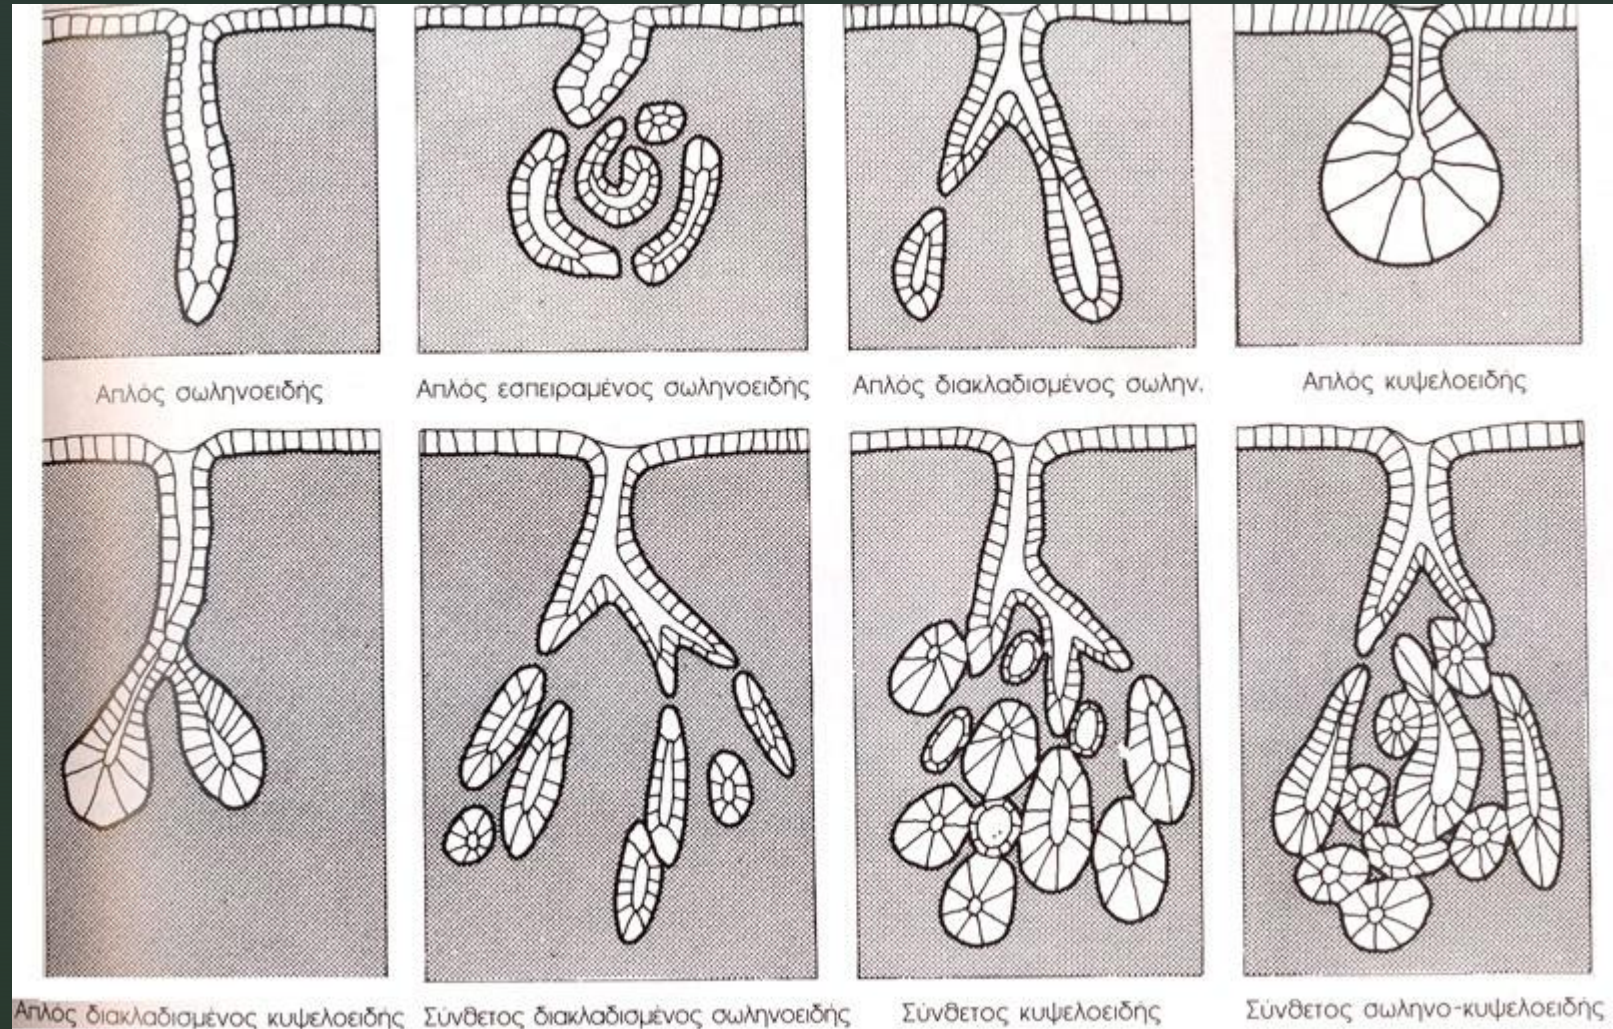 Απλός σωληνοειδής
Απλός εσπειραμένος σωληνοειδής
Απλός διακλαδισμένος σωλην.
Απλός κυψελοειδής
Απλός διακλαδισμένος κυψελοειδής
Σύνθετος διακλαδισμένος σωληνοειδής
Σύνθετος κυψελοειδής
Σύνθετος σωληνο-κυψελοειδής